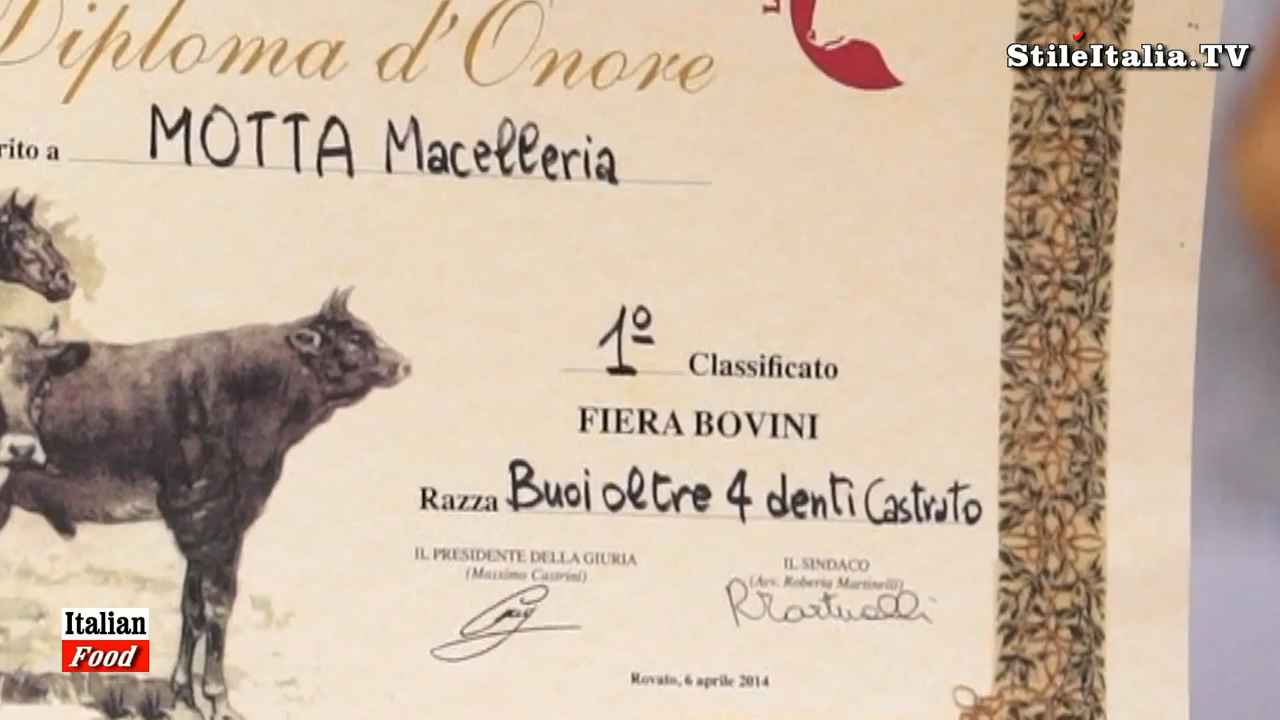 Diploma d'Onore
StileItalia.TV
rito a MOTTA Macelleria
1º Classificato
FIERA BOVINI
Razza Buoi oltre 4 denti Castrato
IL PRESIDENTE DELLA GIURIA
(Massimo Castrini)
IL SINDACO
(Avv. Roberta Martinelli)
RMartinelli
Rovato, 6 aprile 2014
Italian
Food